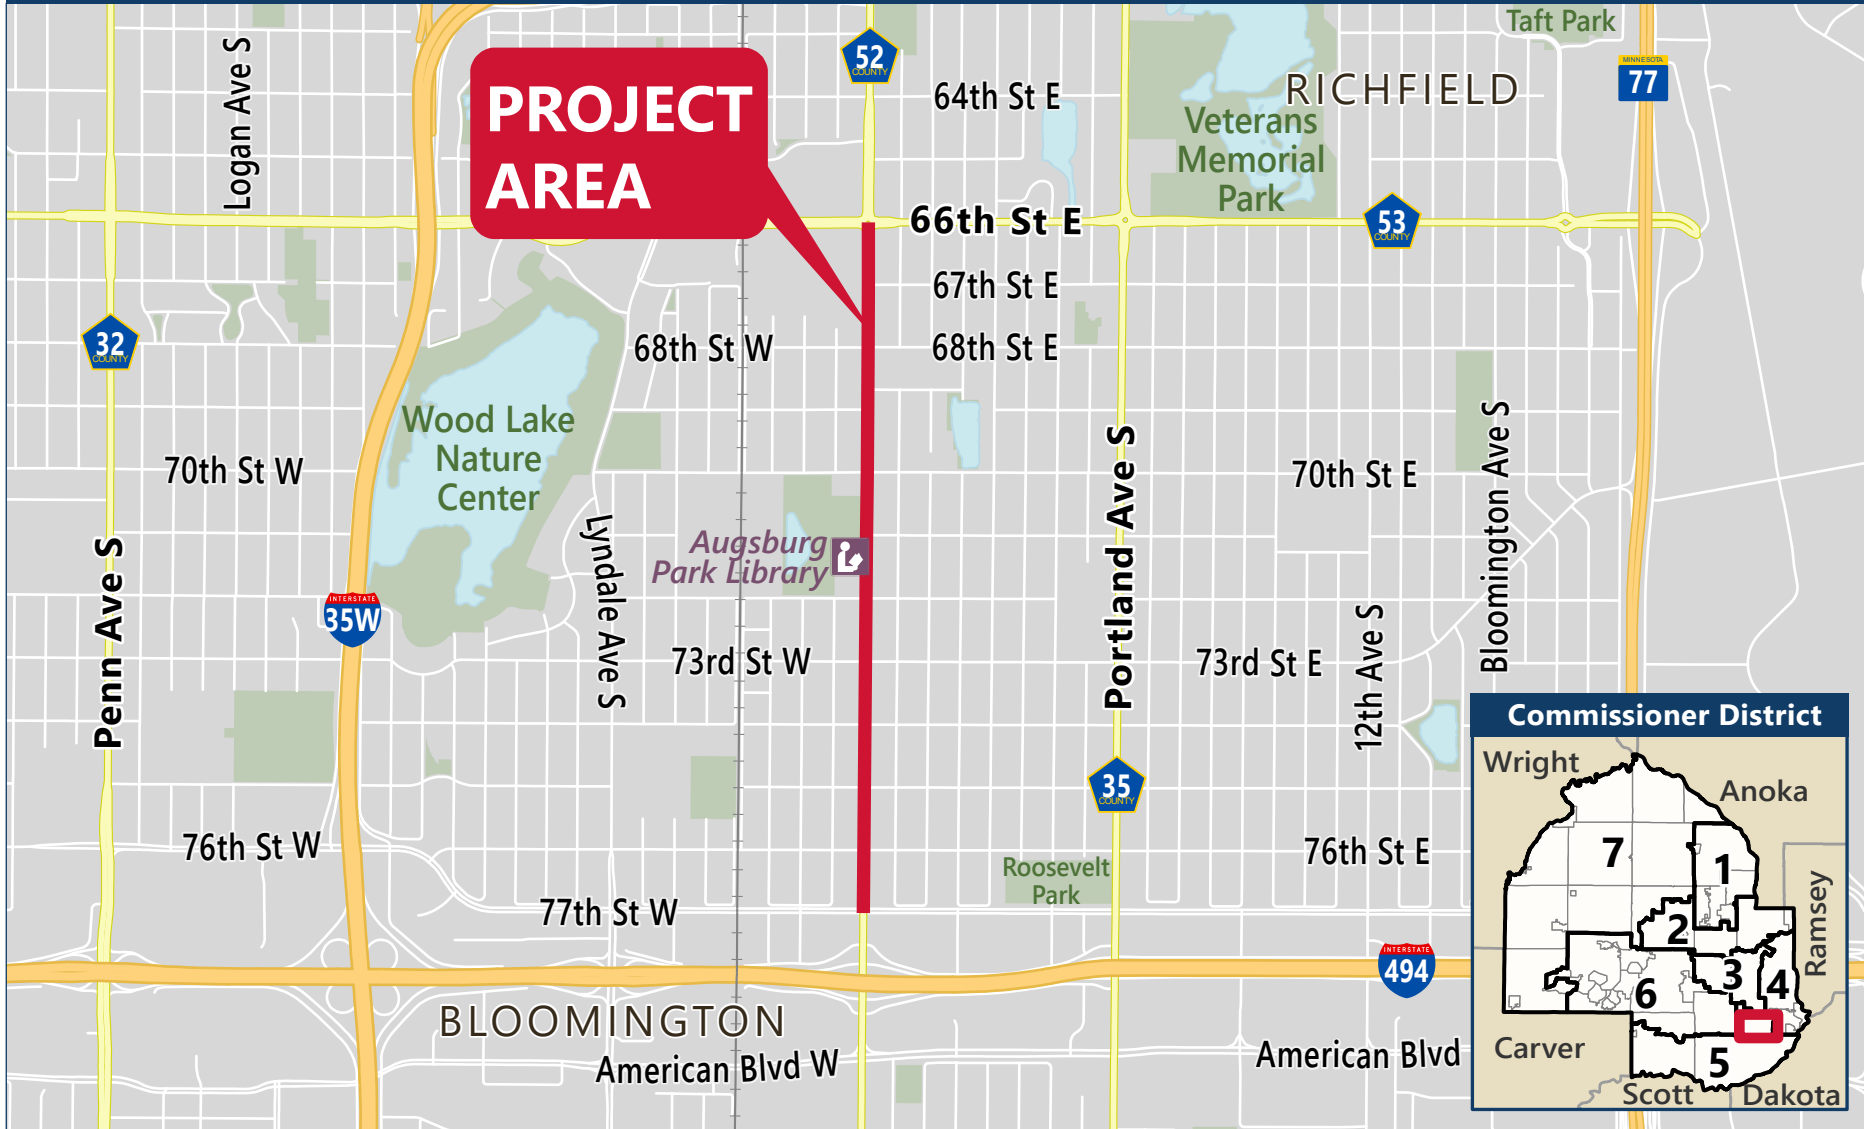 Taft Park
52
COUNTY
MINNESOTA
77
Logan Ave S
PROJECT
AREA
64th St E
RICHFIELD
Veterans
Memorial
Park
66th St E
53
COUNTY
67th St E
32
COUNTY
68th St W
68th St E
Wood Lake
Nature
Center
70th St W
70th St E
Bloomington Ave S
Portland Ave S
Augsburg
Park Library
Lyndale Ave S
Penn Ave S
INTERSTATE
35W
73rd St W
73rd St E
12th Ave S
35
COUNTY
76th St W
76th St E
Roosevelt
Park
77th St W
INTERSTATE
494
BLOOMINGTON
American Blvd W
American Blvd
Commissioner District
Wright
Anoka
7
1
Ramsey
2
3
4
6
Carver
5
Scott
Dakota